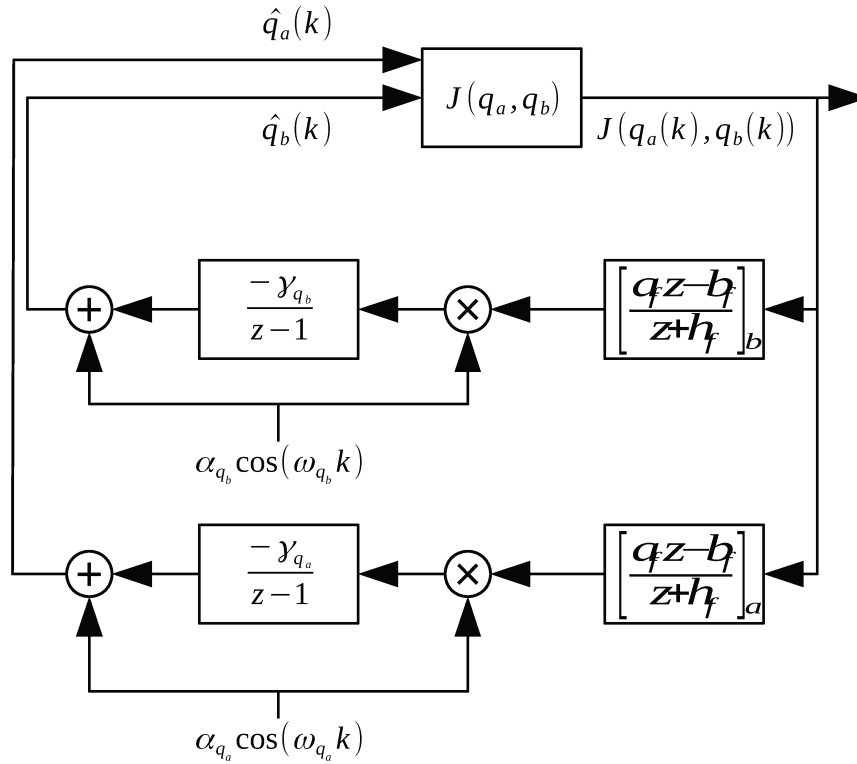 q̂_a(k)
J(q_a, q_b)
q̂_b(k)
J(q_a(k), q_b(k))
[(q_f z − b_f)/(z + h_f)]_b
−γ_{q_b}/(z − 1)
+
×
α_{q_b} cos(ω_{q_b} k)
[(q_f z − b_f)/(z + h_f)]_a
−γ_{q_a}/(z − 1)
+
×
α_{q_a} cos(ω_{q_a} k)